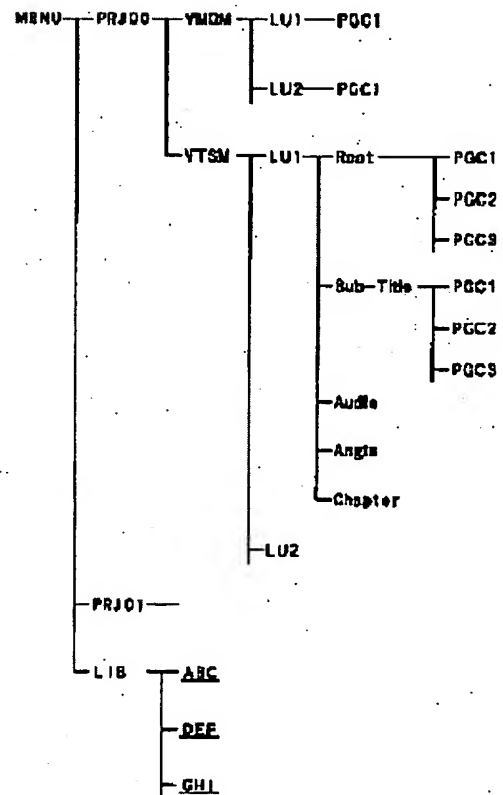 MENU PRJ00 VMGM LU1 PGC1
LU2 PGC1
VTSM LU1 Root PGC1
PGC2
PGC3
Sub-Title PGC1
PGC2
PGC3
Audio
Angle
Chapter
LU2
PRJ01
LIB ABC
DEF
GHI